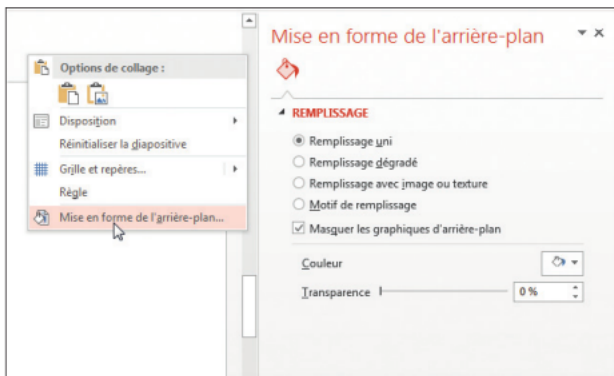 Options de collage :
Disposition
Réinitialiser la diapositive
Grille et repères...
Règle
Mise en forme de l'arrière-plan...
Mise en forme de l'arrière-plan
REMPLISSAGE
Remplissage uni
Remplissage dégradé
Remplissage avec image ou texture
Motif de remplissage
Masquer les graphiques d'arrière-plan
Couleur
Transparence 0 %